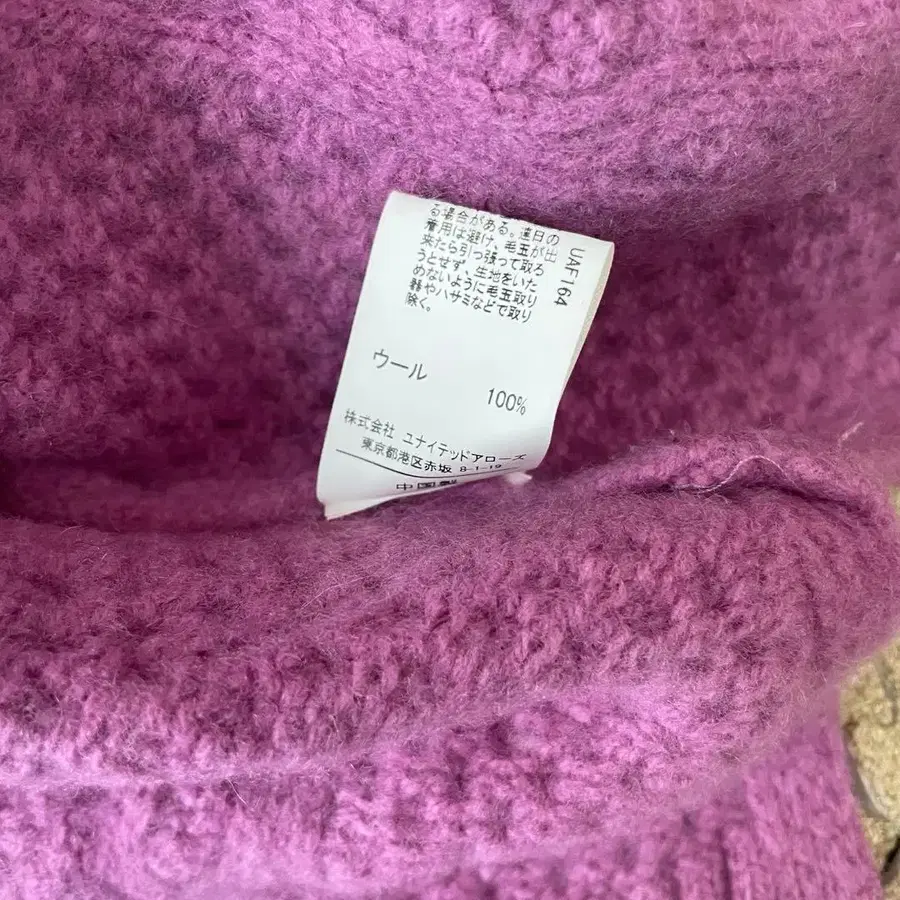 る場合がある。連日の
着用は避け、毛玉が出
来たら引っ張って取ろ
うとせず、生地をいた
めないように毛玉取り
器やハサミなどで取り
除く。
UAF164
ウール
100%
株式会社 ユナイテッドアローズ
東京都港区赤坂 8-1-19
中国製